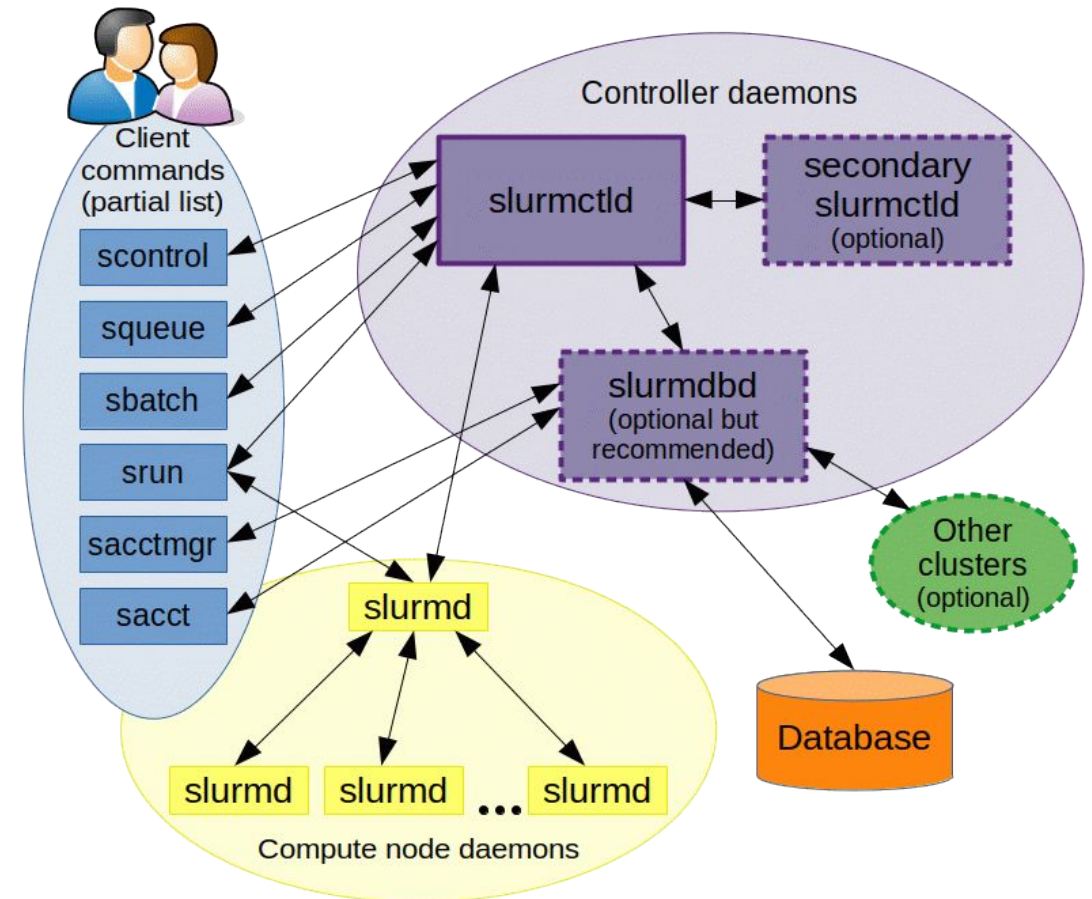 Client
commands
(partial list)
scontrol
squeue
sbatch
srun
sacctmgr
sacct
Controller daemons
slurmctld
secondary
slurmctld
(optional)
slurmdbd
(optional but
recommended)
Other
clusters
(optional)
Database
slurmd
slurmd
slurmd
...
slurmd
Compute node daemons